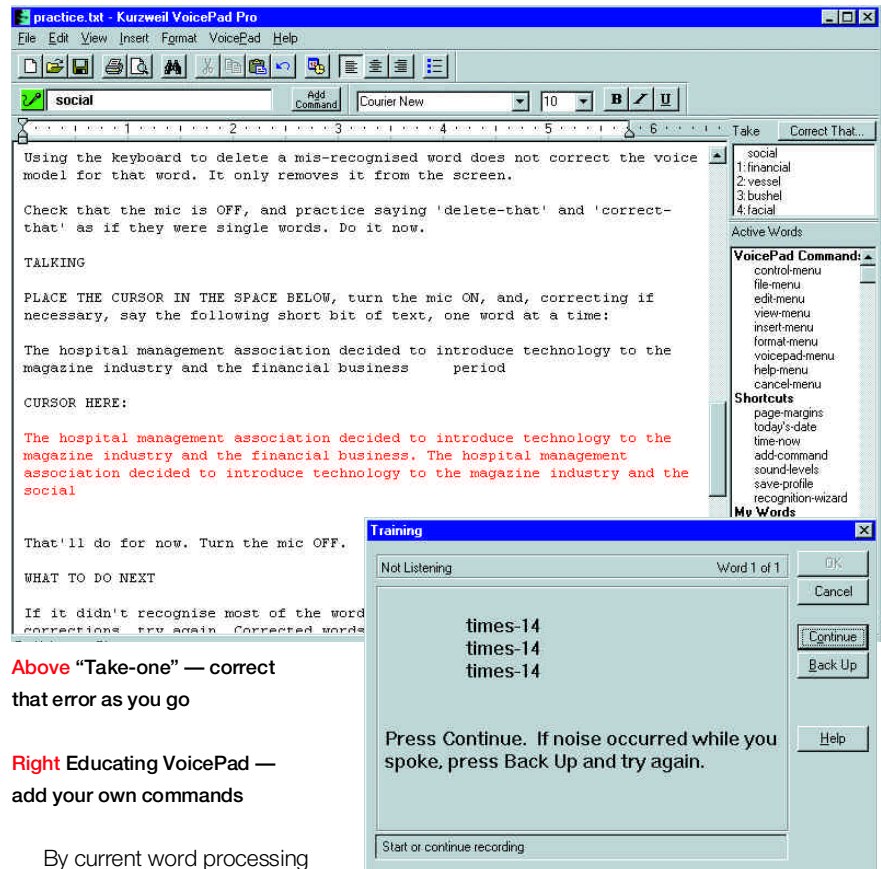 practice.txt - Kurzweil VoicePad Pro
File Edit View Insert Format VoicePad Help
social
Add Command
Courier New
10
B I U
1 2 3 4 5 6
Take Correct That...
social
1: financial
2: vessel
3: bushel
4: facial
Active Words
VoicePad Commands
control-menu
file-menu
edit-menu
view-menu
insert-menu
format-menu
voicepad-menu
help-menu
cancel-menu
Shortcuts
page-margins
today's-date
time-now
add-command
sound-levels
save-profile
recognition-wizard
My Words
Using the keyboard to delete a mis-recognised word does not correct the voice
model for that word. It only removes it from the screen.
Check that the mic is OFF, and practice saying 'delete-that' and 'correct-
that' as if they were single words. Do it now.
TALKING
PLACE THE CURSOR IN THE SPACE BELOW, turn the mic ON, and, correcting if
necessary, say the following short bit of text, one word at a time:
The hospital management association decided to introduce technology to the
magazine industry and the financial business period
CURSOR HERE:
The hospital management association decided to introduce technology to the
magazine industry and the financial business. The hospital management
association decided to introduce technology to the magazine industry and the
social
That'll do for now. Turn the mic OFF.
WHAT TO DO NEXT
If it didn't recognise most of the word
corrections, try again. Corrected words
Training
Not Listening Word 1 of 1
OK
Cancel
Continue
Back Up
Help
times-14
times-14
times-14
Press Continue. If noise occurred while you
spoke, press Back Up and try again.
Start or continue recording
Above "Take-one" — correct
that error as you go
Right Educating VoicePad —
add your own commands
By current word processing